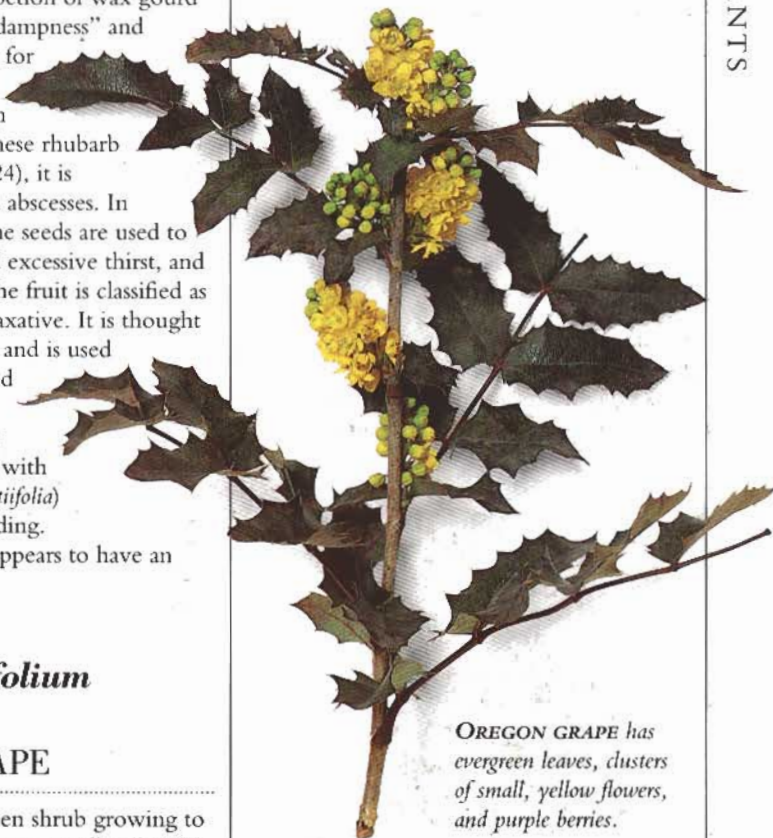 dampness” and
for
nese rhubarb
24), it is
abscesses. In
he seeds are used to
excessive thirst, and
he fruit is classified as
axative. It is thought
and is used
d
with
tiifolia)
ding.
ppears to have an
folium
APE
en shrub growing to
OREGON GRAPE has
evergreen leaves, clusters
of small, yellow flowers,
and purple berries.
NTS